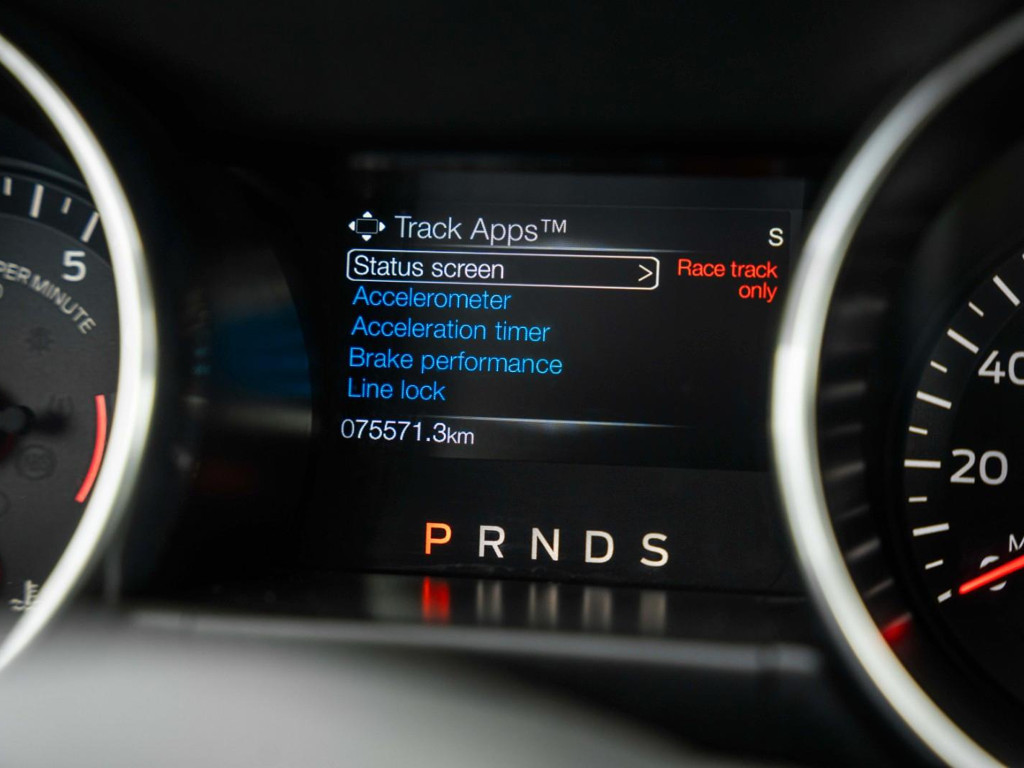 Track Apps™
S
Status screen >
Race track
only
Accelerometer
Acceleration timer
Brake performance
Line lock
075571.3km
P R N D S
5
PER MINUTE
40
20
0